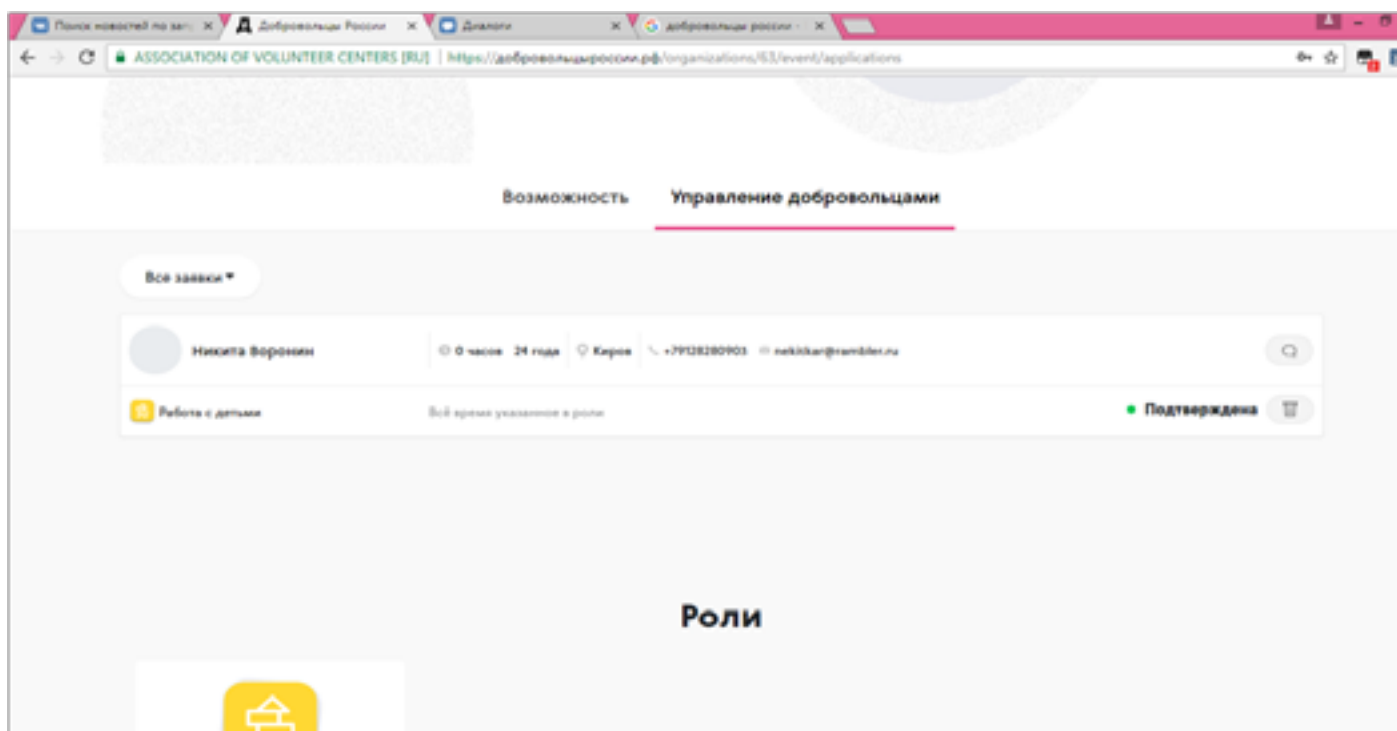 Поиск новостей по зап
Добровольцы России
Диалоги
добровольцы россии -
ASSOCIATION OF VOLUNTEER CENTERS [RU] | https://добровольцыроссии.рф/organizations/63/event/applications
Возможность Управление добровольцами
Все заявки
Никита Воронин 0 часов 24 года Киров +79128280903 nekitkar@rambler.ru
Работа с детьми Всё время указанное в роли Подтверждена
Роли